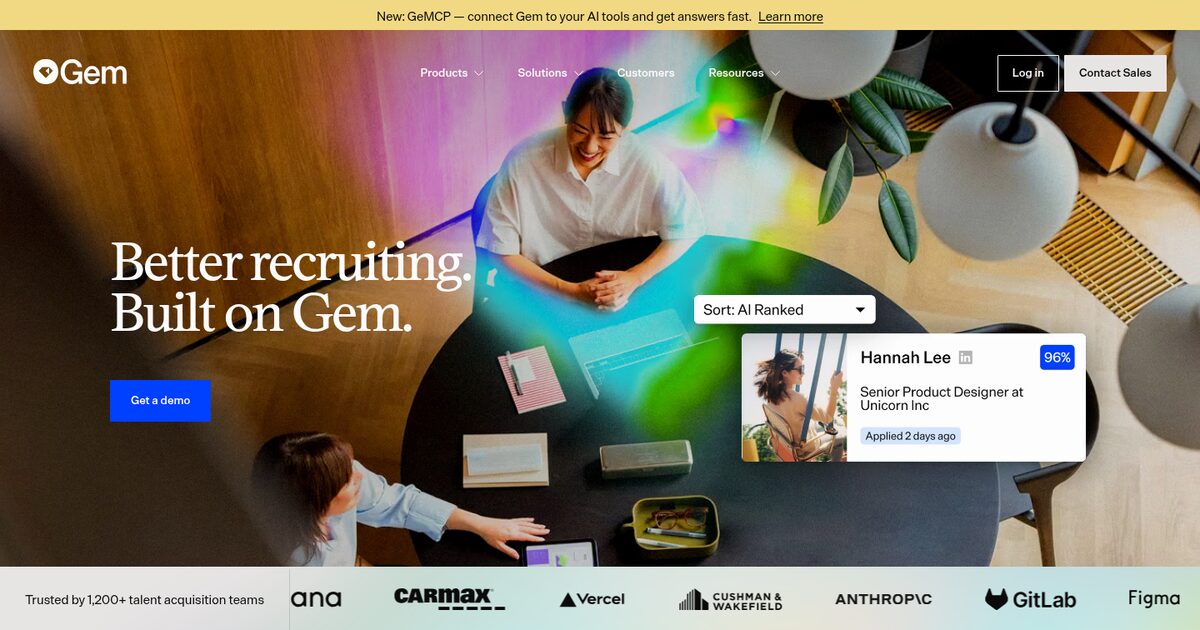 New: GeMCP — connect Gem to your AI tools and get answers fast. Learn more
Gem
Products
Solutions
Customers
Resources
Log in
Contact Sales
Better recruiting.
Built on Gem.
Get a demo
Sort: AI Ranked
Hannah Lee
in
96%
Senior Product Designer at
Unicorn Inc
Applied 2 days ago
Trusted by 1,200+ talent acquisition teams
ana
CARMAX
Vercel
CUSHMAN &
WAKEFIELD
ANTHROP\C
GitLab
Figma